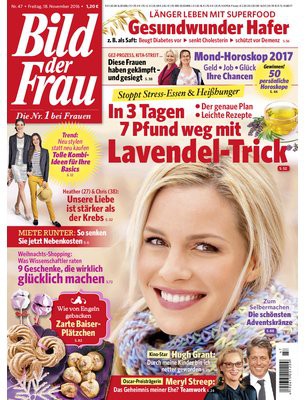 Nr. 47 • Freitag, 18. November 2016 • 1,20 €
LÄNGER LEBEN MIT SUPERFOOD
Gesundwunder Hafer
z. B. als Saft: Beugt Diabetes vor > senkt Cholesterin > schützt vor Demenz
Bild
der
Frau
Die Nr. 1 bei Frauen
GEZ-PROZESS, KITA-STREIT...
Diese Frauen
haben gekämpft –
und gesiegt
Mond-Horoskop 2017
Geld • Job • Glück
Ihre Chancen
Gewinnen!
50
persönliche
Horoskope
Stoppt Stress-Essen & Heißhunger
In 3 Tagen
• Der genaue Plan
• Leichte Rezepte
7 Pfund weg mit
Lavendel-Trick
Trend:
Neu stylen
statt neu kaufen
Tolle Kombi-
Ideen für Ihre
Basics
Heather (27) & Chris (38):
Unsere Liebe
ist stärker als
der Krebs
MIETE RUNTER: So senken
Sie jetzt Nebenkosten
Weihnachts-Shopping:
Was Wissenschaftler raten
9 Geschenke, die wirklich
glücklich machen
Wie von Engeln
gebacken
Zarte Baiser-
Plätzchen
Zum
Selbermachen
Die schönsten
Adventskränze
Kino-Star Hugh Grant:
Durch meine Kinder bin ich
netter geworden
Oscar-Preisträgerin Meryl Streep:
Das Geheimnis meiner Ehe? Teamwork